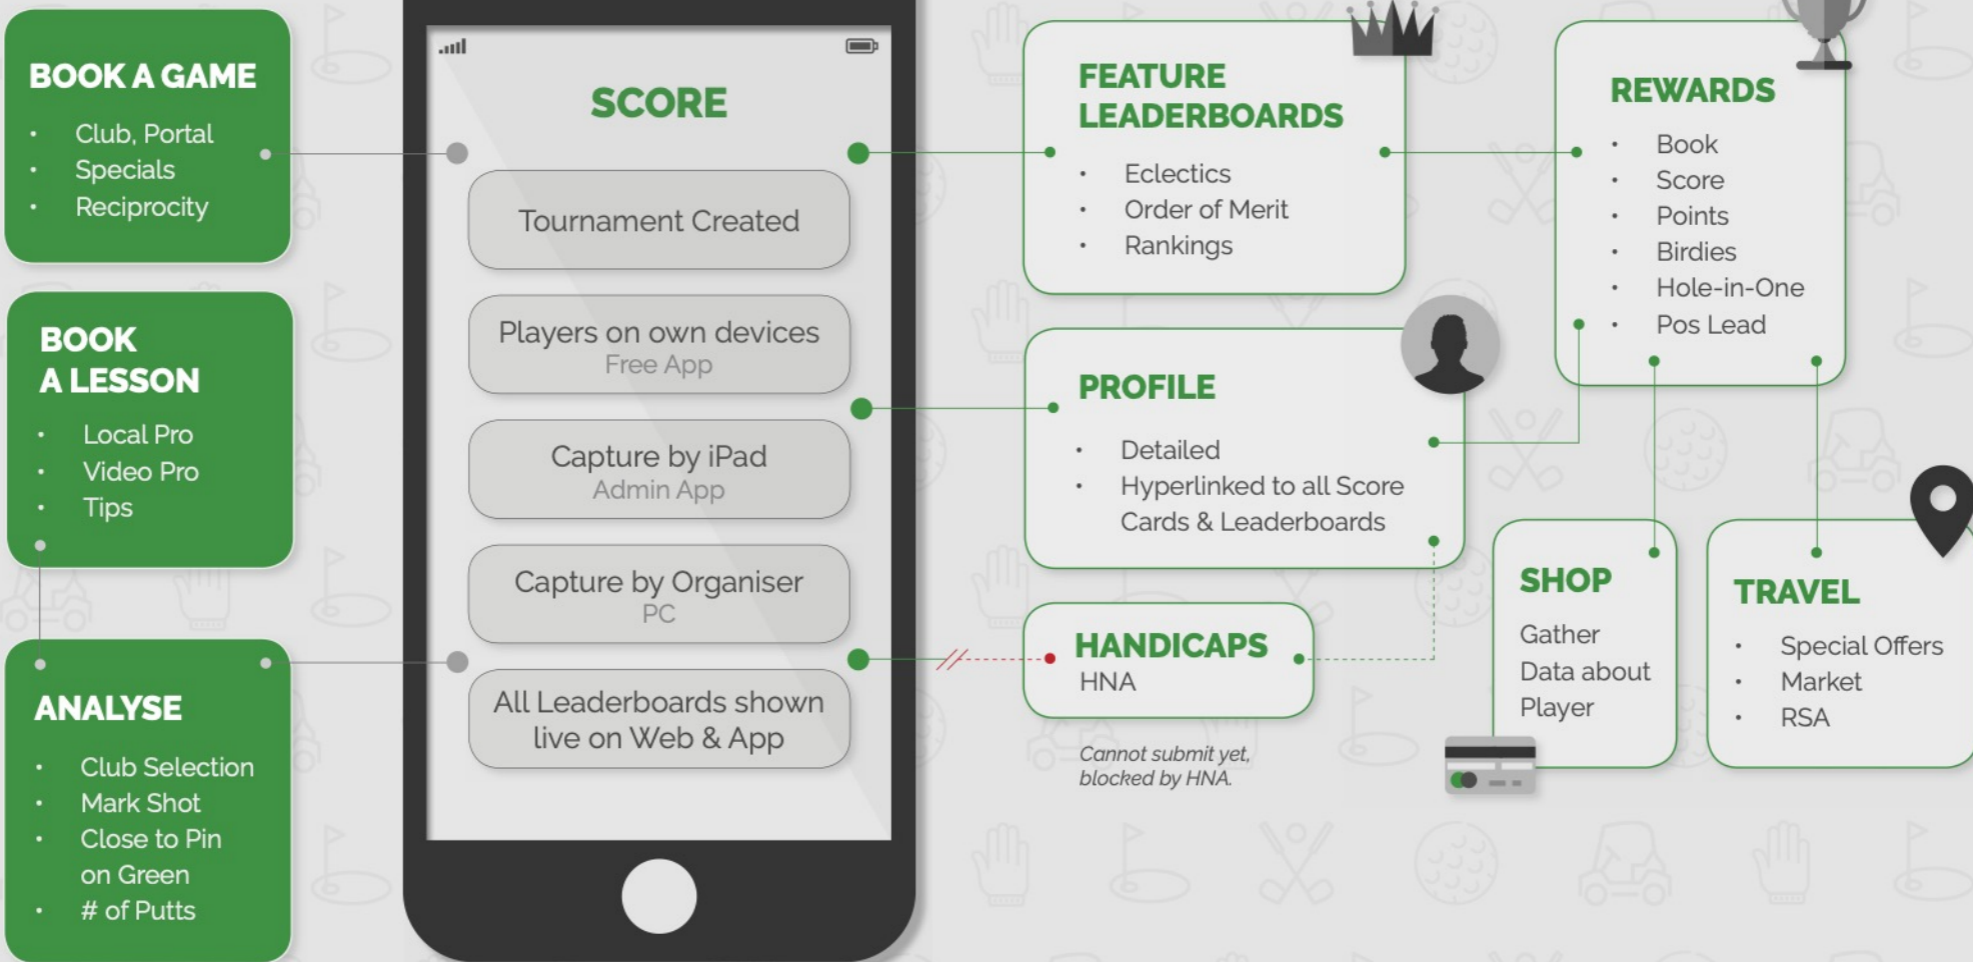 BOOK A GAME
• Club, Portal
• Specials
• Reciprocity
BOOK
A LESSON
• Local Pro
• Video Pro
• Tips
ANALYSE
• Club Selection
• Mark Shot
• Close to Pin
on Green
• # of Putts
SCORE
Tournament Created
Players on own devices
Free App
Capture by iPad
Admin App
Capture by Organiser
PC
All Leaderboards shown
live on Web & App
FEATURE
LEADERBOARDS
• Eclectics
• Order of Merit
• Rankings
PROFILE
• Detailed
• Hyperlinked to all Score
Cards & Leaderboards
HANDICAPS
HNA
Cannot submit yet,
blocked by HNA.
REWARDS
• Book
• Score
• Points
• Birdies
• Hole-in-One
• Pos Lead
SHOP
Gather
Data about
Player
TRAVEL
• Special Offers
• Market
• RSA